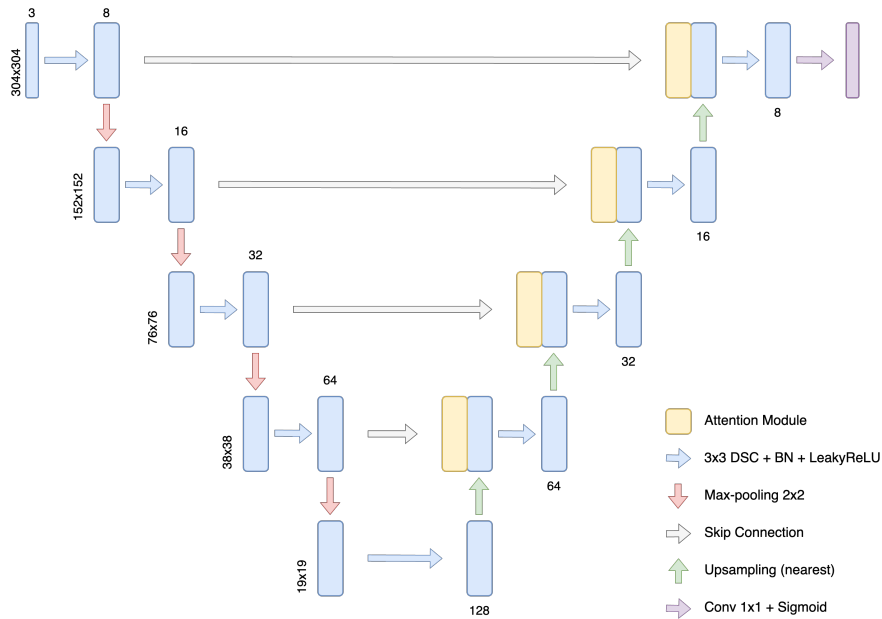 3
8
304x304
8
16
152x152
16
32
76x76
32
64
38x38
64
19x19
128
Attention Module
3x3 DSC + BN + LeakyReLU
Max-pooling 2x2
Skip Connection
Upsampling (nearest)
Conv 1x1 + Sigmoid